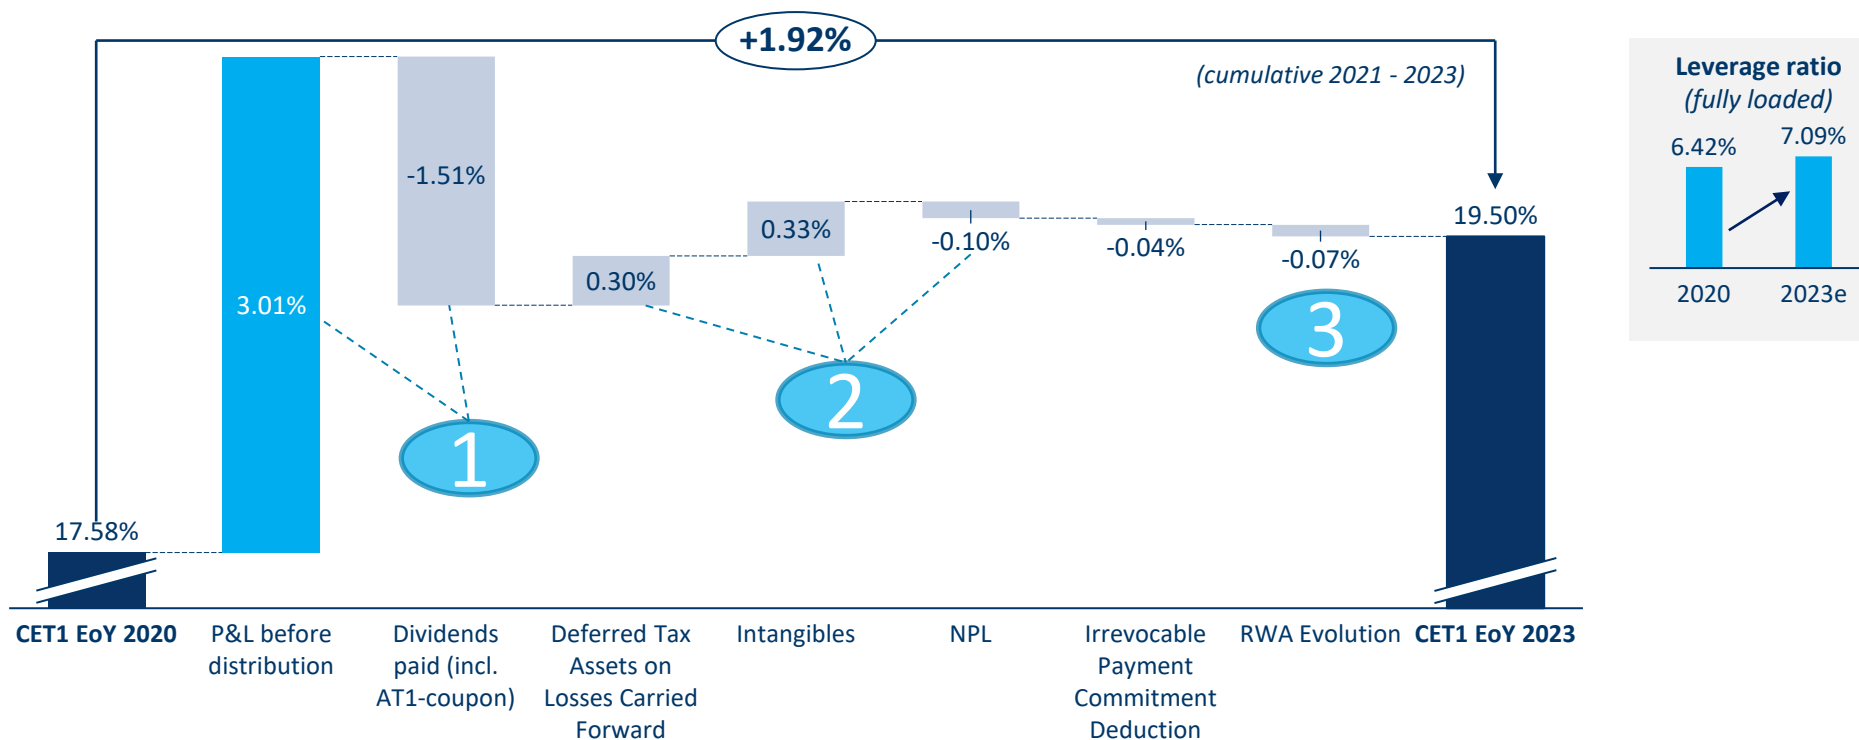 +1.92%
(cumulative 2021 - 2023)
Leverage ratio
(fully loaded)
6.42%
7.09%
2020
2023e
17.58%
3.01%
-1.51%
0.30%
0.33%
-0.10%
-0.04%
-0.07%
19.50%
1
2
3
CET1 EoY 2020
P&L before
distribution
Dividends
paid (incl.
AT1-coupon)
Deferred Tax
Assets on
Losses Carried
Forward
Intangibles
NPL
Irrevocable
Payment
Commitment
Deduction
RWA Evolution
CET1 EoY 2023